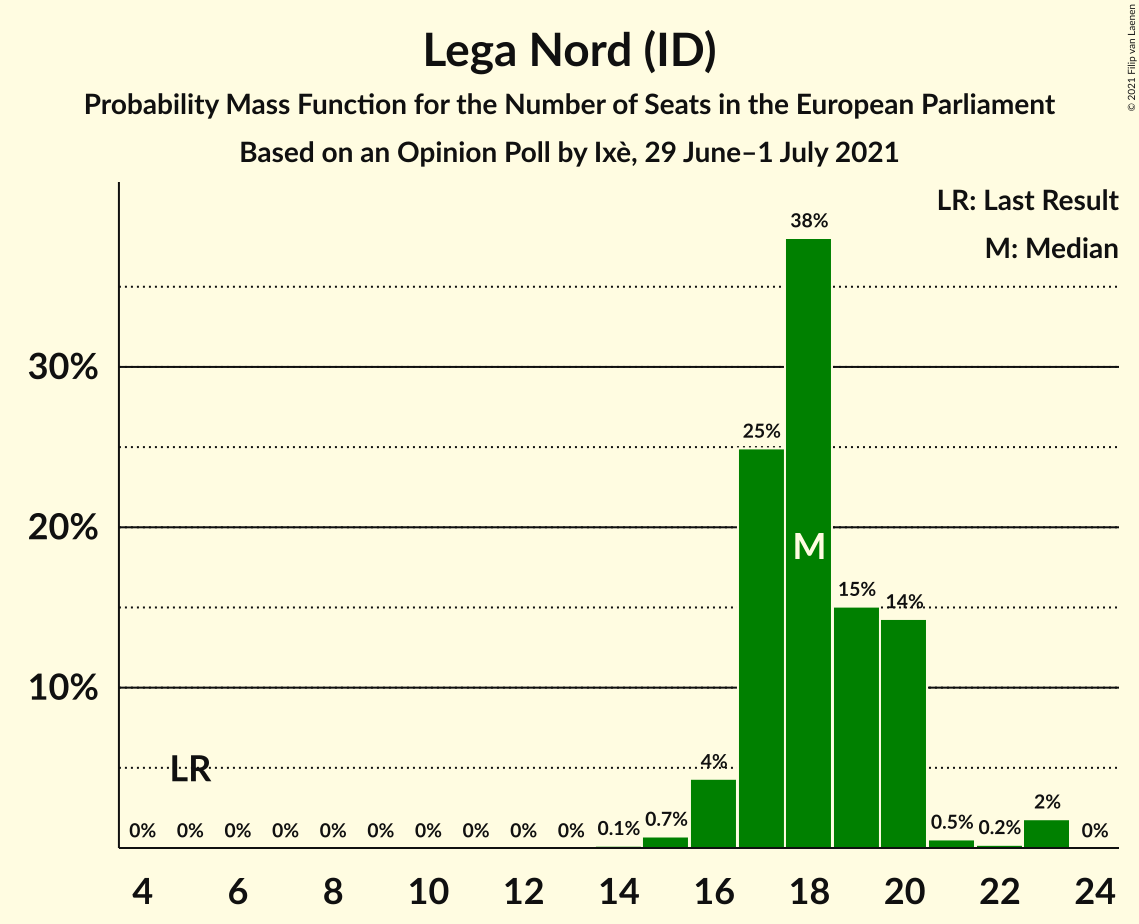 Lega Nord (ID)
Probability Mass Function for the Number of Seats in the European Parliament
Based on an Opinion Poll by Ixè, 29 June–1 July 2021
© 2021 Filip van Laenen
LR: Last Result
M: Median
38%
30%
25%
20%
M
15%
14%
10%
LR
4%
2%
0% 0% 0% 0% 0% 0% 0% 0% 0% 0% 0.1% 0.7% 0.5% 0.2% 0%
4 6 8 10 12 14 16 18 20 22 24